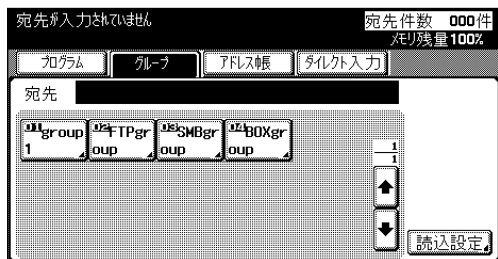 宛先が入力されていません
宛先件数 000件
メモリ残量100%
プログラム グループ アドレス帳 ダイレクト入力
宛先
001 group1 002 FTPgroup 003 SMBgroup 004 BOXgroup
1
1
読込設定